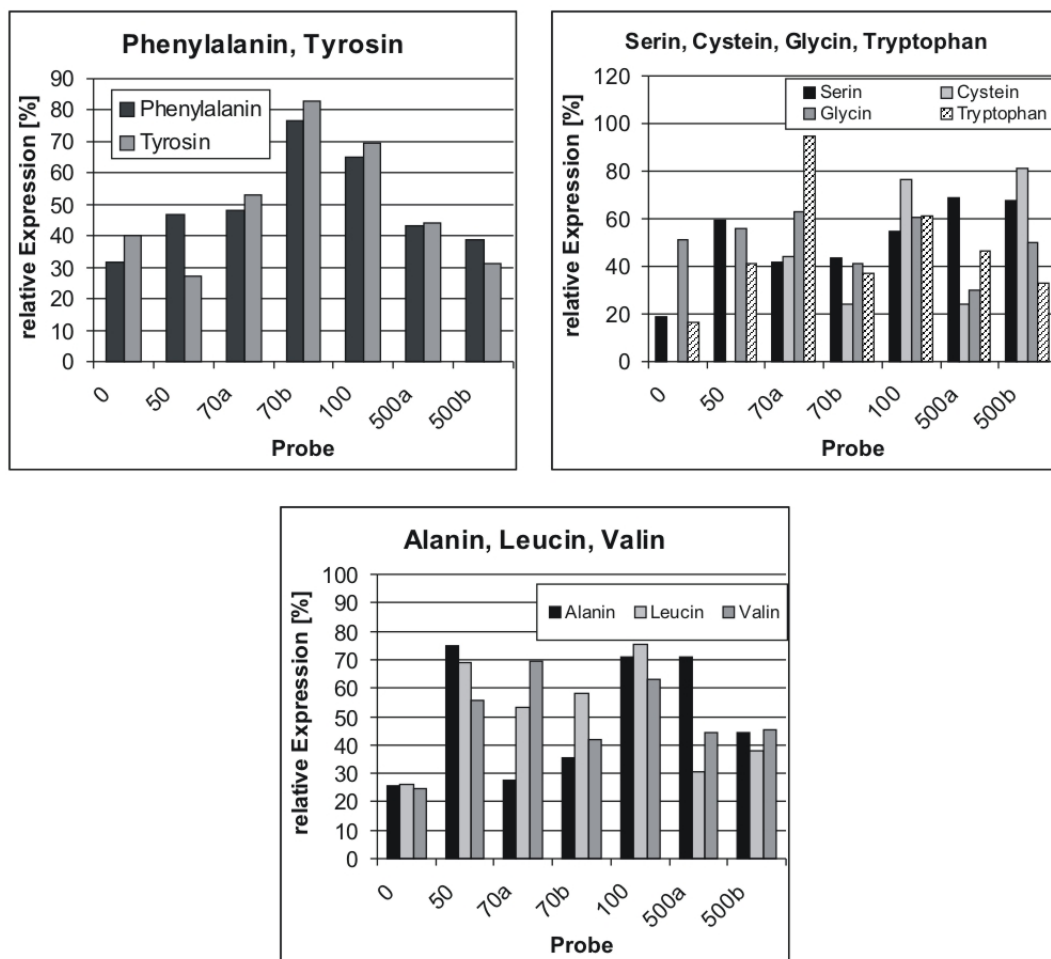 Phenylalanin, Tyrosin
relative Expression [%]
90
80
70
60
50
40
30
20
10
0
Phenylalanin
Tyrosin
0
50
70a
70b
100
500a
500b
Probe
Serin, Cystein, Glycin, Tryptophan
relative Expression [%]
120
100
80
60
40
20
0
Serin
Cystein
Glycin
Tryptophan
0
50
70a
70b
100
500a
500b
Probe
Alanin, Leucin, Valin
relative Expression [%]
100
90
80
70
60
50
40
30
20
10
0
Alanin
Leucin
Valin
0
50
70a
70b
100
500a
500b
Probe